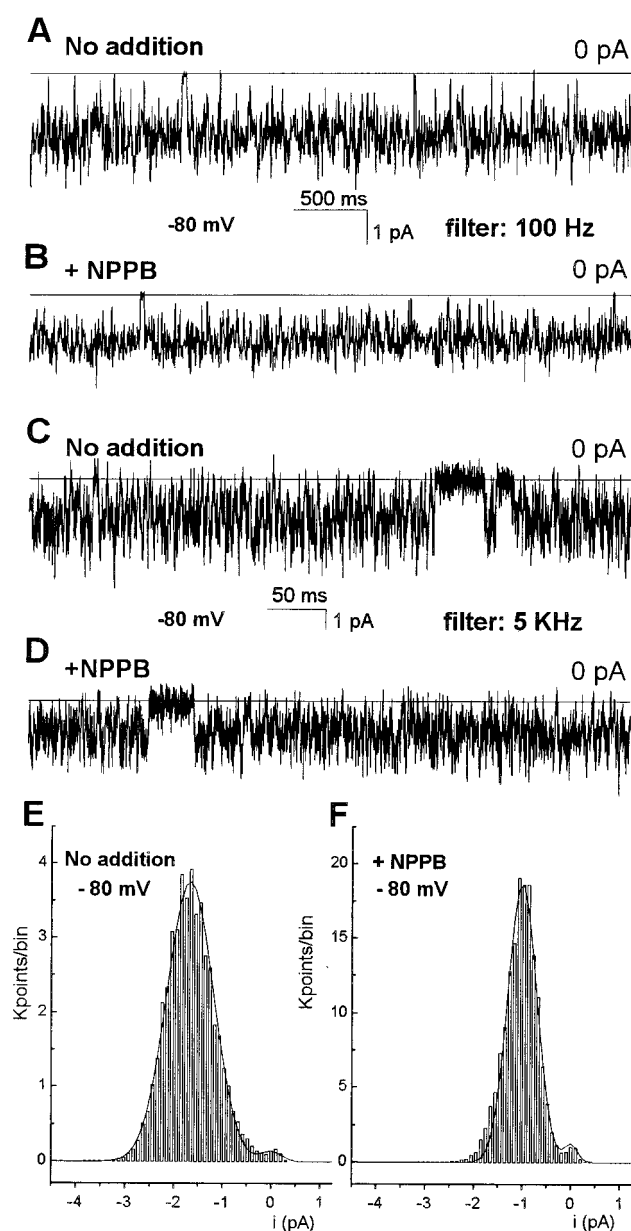 A
No addition
0 pA
500 ms
-80 mV
1 pA
filter: 100 Hz
B
+ NPPB
0 pA
C
No addition
0 pA
50 ms
-80 mV
1 pA
filter: 5 KHz
D
+NPPB
0 pA
E
No addition
- 80 mV
Kpoints/bin
4
3
2
1
0
-4 -3 -2 -1 0 1
i (pA)
F
+ NPPB
- 80 mV
Kpoints/bin
20
15
10
5
0
-4 -3 -2 -1 0 1
i (pA)